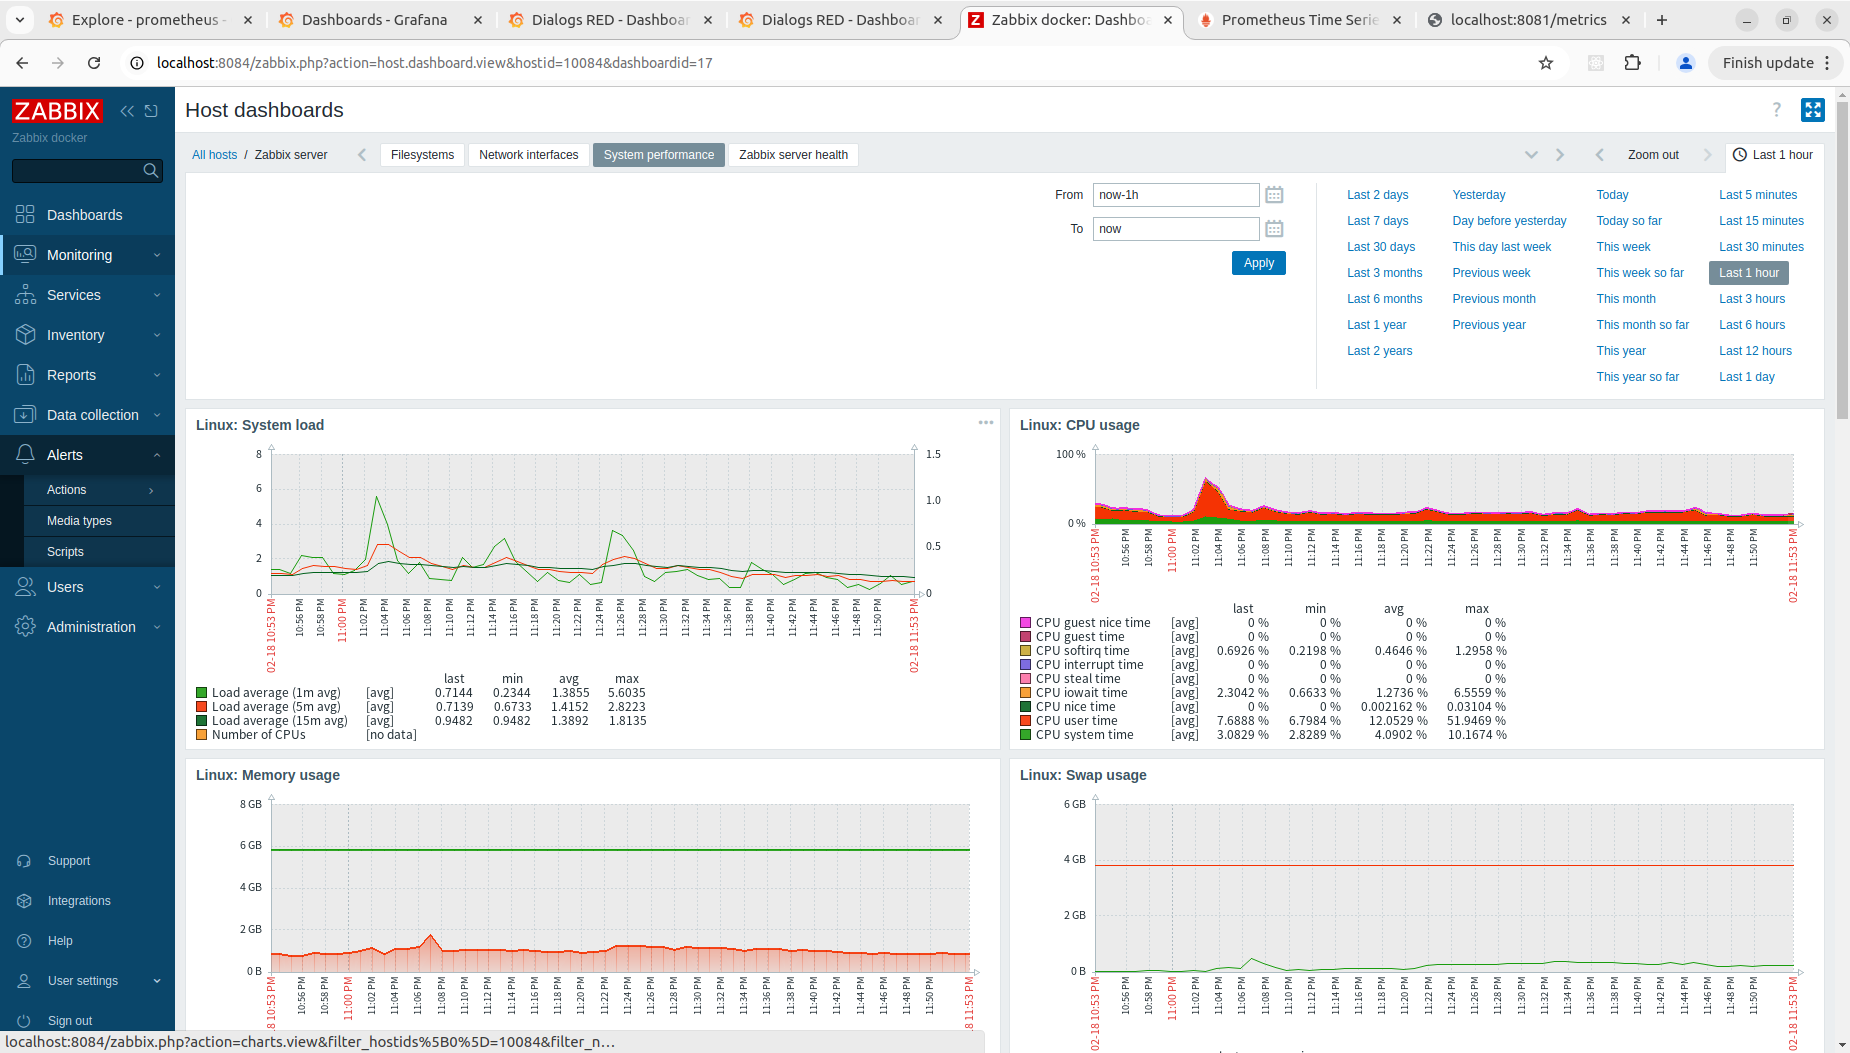 Explore - prometheus - Dashboards - Grafana Dialogs RED - Dashboar Dialogs RED - Dashboar Zabbix docker: Dashboa Prometheus Time Serie localhost:8081/metrics
localhost:8084/zabbix.php?action=host.dashboard.view&hostid=10084&dashboardid=17 Finish update
ZABBIX
Zabbix docker
Dashboards
Monitoring
Services
Inventory
Reports
Data collection
Alerts
Actions
Media types
Scripts
Users
Administration
Support
Integrations
Help
User settings
Sign out
Host dashboards ?
All hosts / Zabbix server Filesystems Network interfaces System performance Zabbix server health Zoom out Last 1 hour
From now-1h
To now
Apply
Last 2 days Yesterday Today Last 5 minutes
Last 7 days Day before yesterday Today so far Last 15 minutes
Last 30 days This day last week This week Last 30 minutes
Last 3 months Previous week This week so far Last 1 hour
Last 6 months Previous month This month Last 3 hours
Last 1 year Previous year This month so far Last 6 hours
Last 2 years This year Last 12 hours
This year so far Last 1 day
Linux: System load
8 1.5
6 1.0
4
2 0.5
0 0
02-18 10:53 PM 10:56 PM 10:58 PM 11:00 PM 11:02 PM 11:04 PM 11:06 PM 11:08 PM 11:10 PM 11:12 PM 11:14 PM 11:16 PM 11:18 PM 11:20 PM 11:22 PM 11:24 PM 11:26 PM 11:28 PM 11:30 PM 11:32 PM 11:34 PM 11:36 PM 11:38 PM 11:40 PM 11:42 PM 11:44 PM 11:46 PM 11:48 PM 11:50 PM 02-18 11:53 PM
last min avg max
Load average (1m avg) [avg] 0.7144 0.2344 1.3855 5.6035
Load average (5m avg) [avg] 0.7139 0.6733 1.4152 2.8223
Load average (15m avg) [avg] 0.9482 0.9482 1.3892 1.8135
Number of CPUs [no data]
Linux: CPU usage
100 %
0 %
02-18 10:53 PM 10:56 PM 10:58 PM 11:00 PM 11:02 PM 11:04 PM 11:06 PM 11:08 PM 11:10 PM 11:12 PM 11:14 PM 11:16 PM 11:18 PM 11:20 PM 11:22 PM 11:24 PM 11:26 PM 11:28 PM 11:30 PM 11:32 PM 11:34 PM 11:36 PM 11:38 PM 11:40 PM 11:42 PM 11:44 PM 11:46 PM 11:48 PM 11:50 PM 02-18 11:53 PM
last min avg max
CPU guest nice time [avg] 0 % 0 % 0 % 0 %
CPU guest time [avg] 0 % 0 % 0 % 0 %
CPU softirq time [avg] 0.6926 % 0.2198 % 0.4646 % 1.2958 %
CPU interrupt time [avg] 0 % 0 % 0 % 0 %
CPU steal time [avg] 0 % 0 % 0 % 0 %
CPU iowait time [avg] 2.3042 % 0.6633 % 1.2736 % 6.5559 %
CPU nice time [avg] 0 % 0 % 0.002162 % 0.03104 %
CPU user time [avg] 7.6888 % 6.7984 % 12.0529 % 51.9469 %
CPU system time [avg] 3.0829 % 2.8289 % 4.0902 % 10.1674 %
Linux: Memory usage
8 GB
6 GB
4 GB
2 GB
0 B
8 10:53 PM 10:56 PM 10:58 PM 11:00 PM 11:02 PM 11:04 PM 11:06 PM 11:08 PM 11:10 PM 11:12 PM 11:14 PM 11:16 PM 11:18 PM 11:20 PM 11:22 PM 11:24 PM 11:26 PM 11:28 PM 11:30 PM 11:32 PM 11:34 PM 11:36 PM 11:38 PM 11:40 PM 11:42 PM 11:44 PM 11:46 PM 11:48 PM 11:50 PM 18 11:53 PM
Linux: Swap usage
6 GB
4 GB
2 GB
0 B
02-18 10:53 PM 10:56 PM 10:58 PM 11:00 PM 11:02 PM 11:04 PM 11:06 PM 11:08 PM 11:10 PM 11:12 PM 11:14 PM 11:16 PM 11:18 PM 11:20 PM 11:22 PM 11:24 PM 11:26 PM 11:28 PM 11:30 PM 11:32 PM 11:34 PM 11:36 PM 11:38 PM 11:40 PM 11:42 PM 11:44 PM 11:46 PM 11:48 PM 11:50 PM 02-18 11:53 PM
localhost:8084/zabbix.php?action=charts.view&filter_hostids%5B0%5D=10084&filter_n…